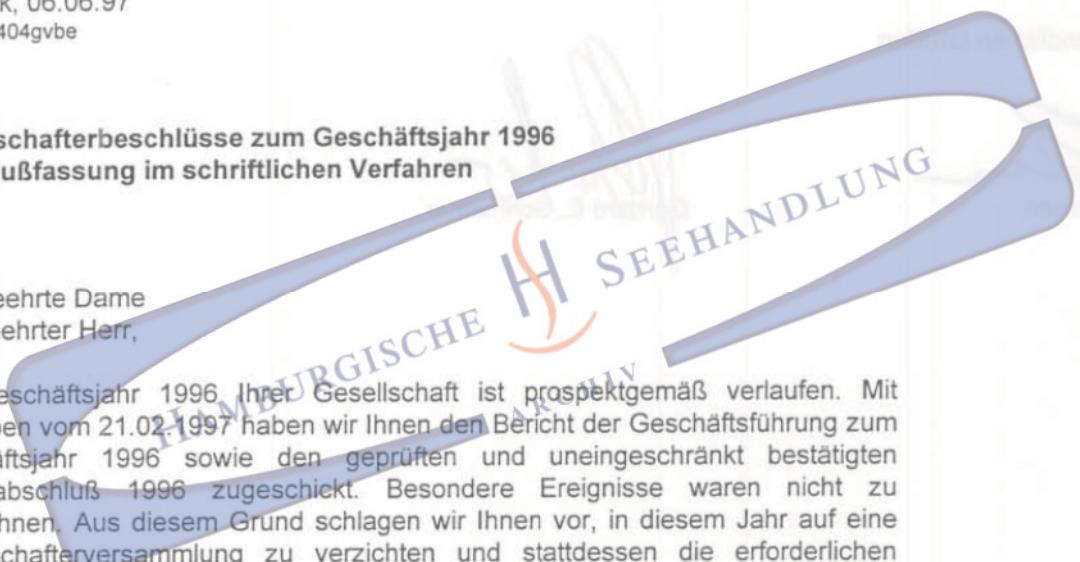 k, 06.06.97
404gvbe
schafterbeschlüsse zum Geschäftsjahr 1996
ußfassung im schriftlichen Verfahren
eehrte Dame
ehrter Herr,
eschäftsjahr 1996 Ihrer Gesellschaft ist prospektgemäß verlaufen. Mit
ben vom 21.02.1997 haben wir Ihnen den Bericht der Geschäftsführung zum
äftsjahr 1996 sowie den geprüften und uneingeschränkt bestätigten
abschluß 1996 zugeschickt. Besondere Ereignisse waren nicht zu
hnen. Aus diesem Grund schlagen wir Ihnen vor, in diesem Jahr auf eine
chafterversammlung zu verzichten und stattdessen die erforderlichen
HAMBURGISCHE SEEHANDLUNG
ARCHIV